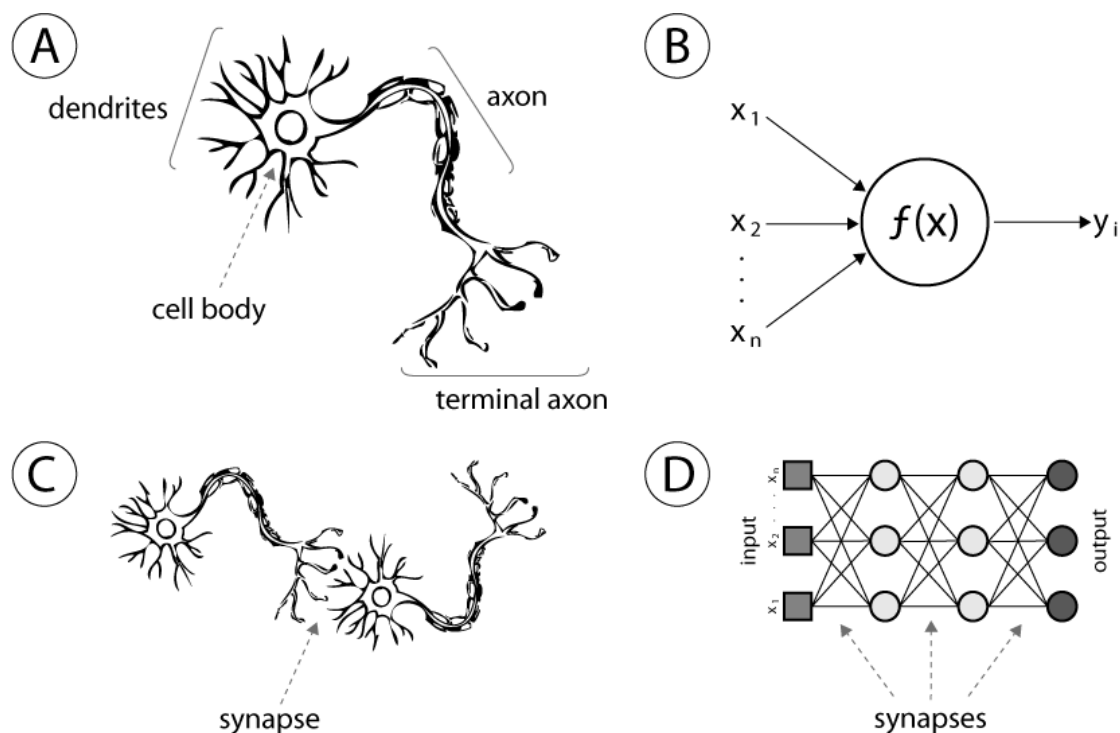 A
dendrites
axon
cell body
terminal axon
B
x1
x2
.
.
.
.
xn
f(x)
yi
C
synapse
D
input
xn
. . .
x2
x1
output
synapses